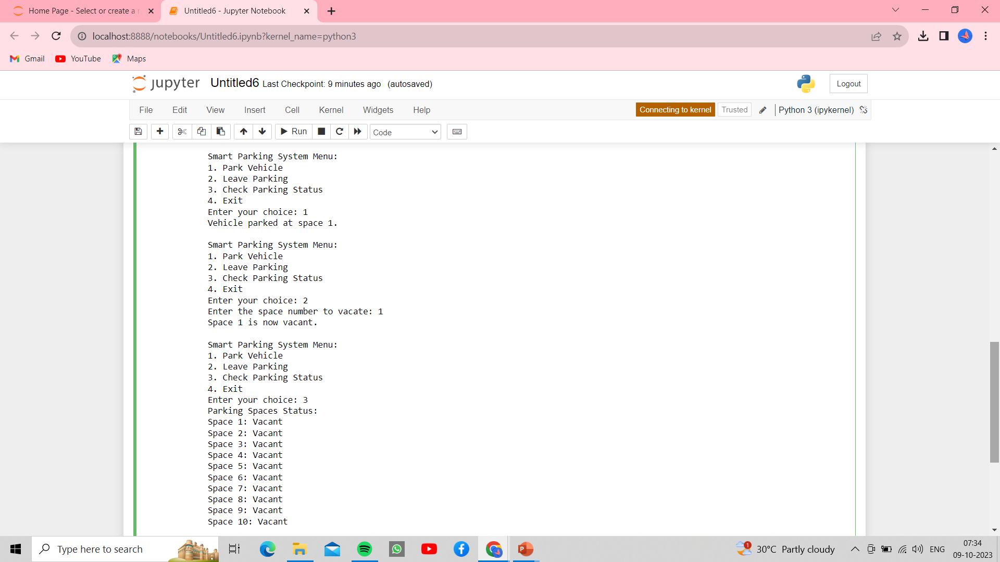 Home Page - Select or create a n
Untitled6 - Jupyter Notebook
localhost:8888/notebooks/Untitled6.ipynb?kernel_name=python3
Gmail
YouTube
Maps
jupyter
Untitled6 Last Checkpoint: 9 minutes ago (autosaved)
Logout
File
Edit
View
Insert
Cell
Kernel
Widgets
Help
Connecting to kernel
Trusted
Python 3 (ipykernel)
Run
Code
Smart Parking System Menu:
1. Park Vehicle
2. Leave Parking
3. Check Parking Status
4. Exit
Enter your choice: 1
Vehicle parked at space 1.
Smart Parking System Menu:
1. Park Vehicle
2. Leave Parking
3. Check Parking Status
4. Exit
Enter your choice: 2
Enter the space number to vacate: 1
Space 1 is now vacant.
Smart Parking System Menu:
1. Park Vehicle
2. Leave Parking
3. Check Parking Status
4. Exit
Enter your choice: 3
Parking Spaces Status:
Space 1: Vacant
Space 2: Vacant
Space 3: Vacant
Space 4: Vacant
Space 5: Vacant
Space 6: Vacant
Space 7: Vacant
Space 8: Vacant
Space 9: Vacant
Space 10: Vacant
Type here to search
P
1
30°C Partly cloudy
ENG
07:34
09-10-2023